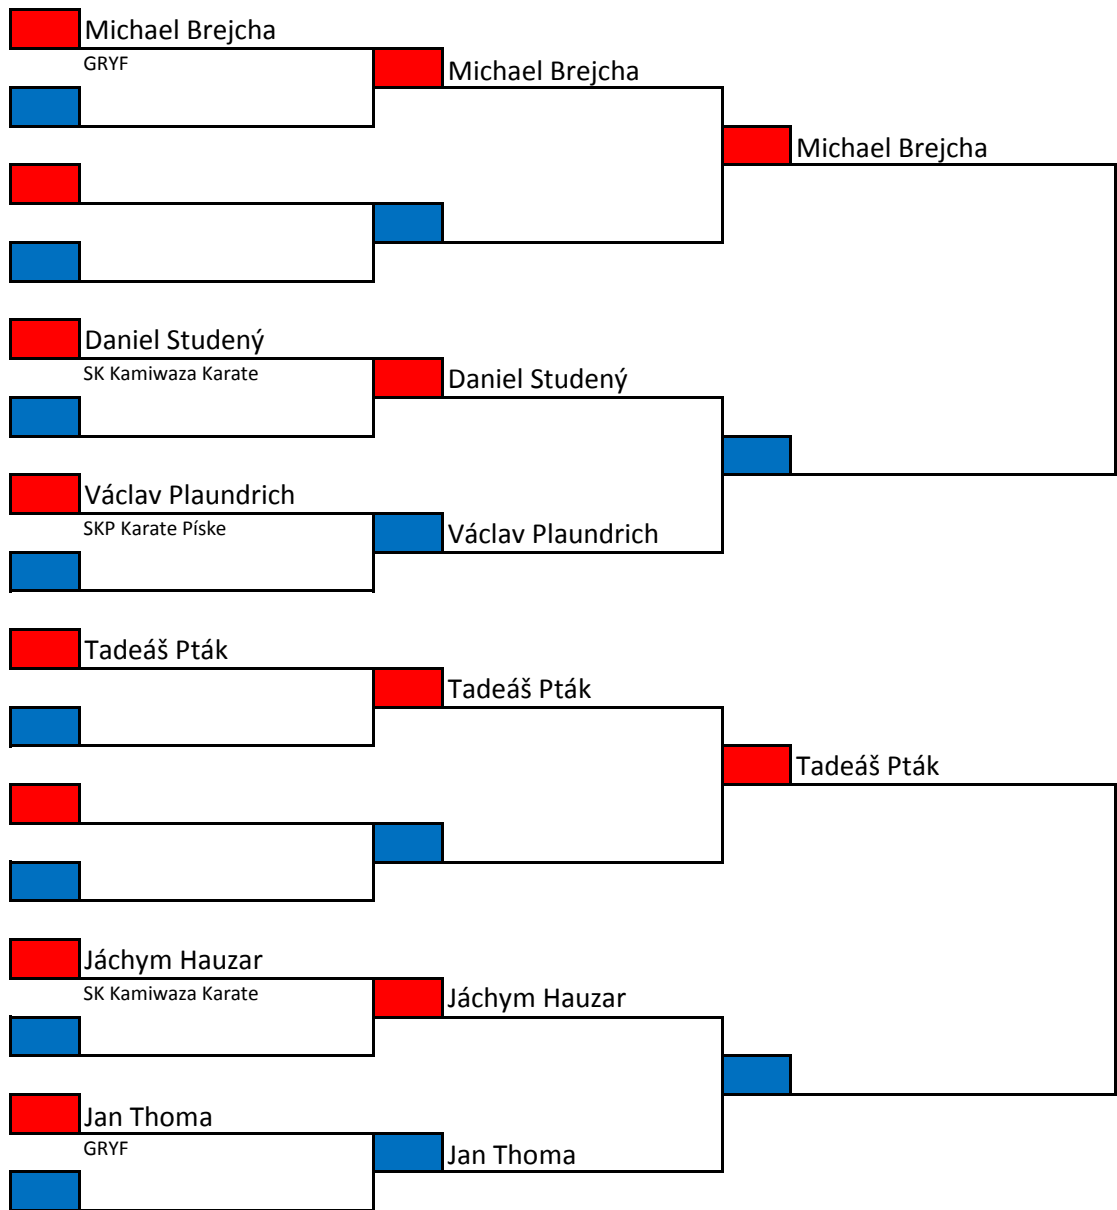 Michael Brejcha
GRYF
Michael Brejcha
Michael Brejcha
Daniel Studený
SK Kamiwaza Karate
Daniel Studený
Václav Plaundrich
SKP Karate Píske
Václav Plaundrich
Tadeáš Pták
Tadeáš Pták
Tadeáš Pták
Jáchym Hauzar
SK Kamiwaza Karate
Jáchym Hauzar
Jan Thoma
GRYF
Jan Thoma